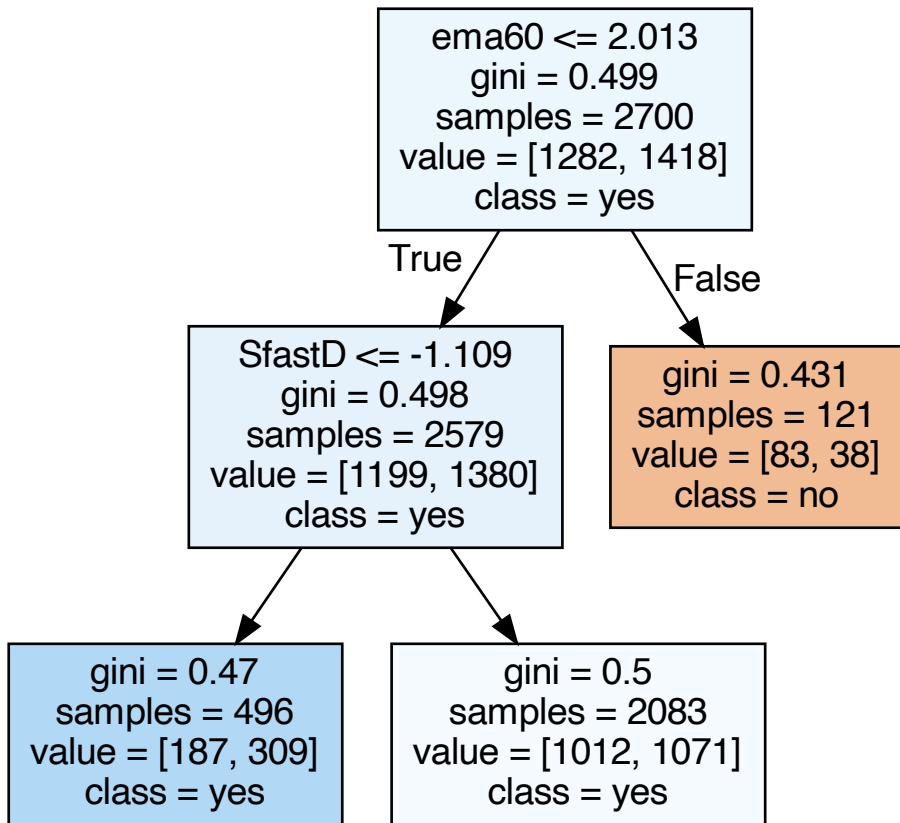 ema60 <= 2.013
gini = 0.499
samples = 2700
value = [1282, 1418]
class = yes
True
False
SfastD <= -1.109
gini = 0.498
samples = 2579
value = [1199, 1380]
class = yes
gini = 0.431
samples = 121
value = [83, 38]
class = no
gini = 0.47
samples = 496
value = [187, 309]
class = yes
gini = 0.5
samples = 2083
value = [1012, 1071]
class = yes